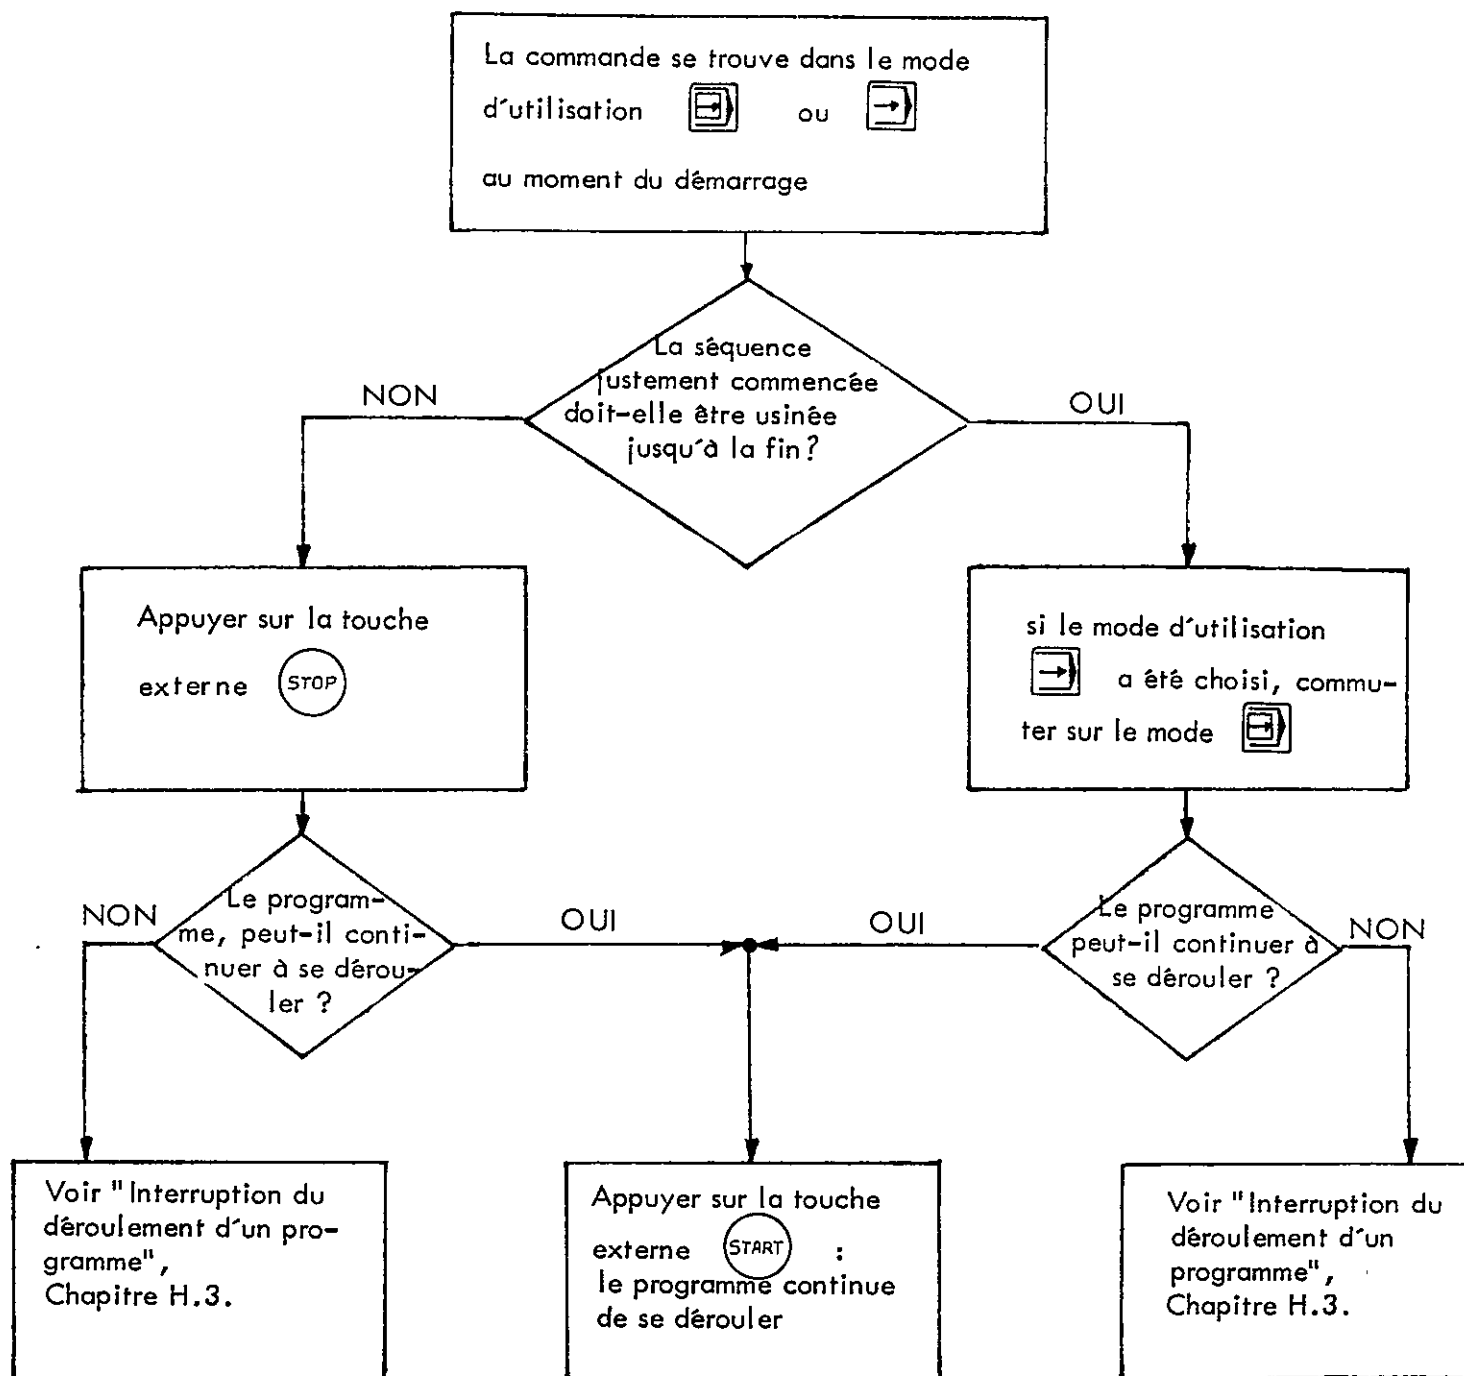 La commande se trouve dans le mode
d'utilisation ou
au moment du démarrage
La séquence
justement commencée
doit-elle être usinée
jusqu'à la fin?
NON
OUI
Appuyer sur la touche
externe STOP
si le mode d'utilisation
a été choisi, commu-
ter sur le mode
Le program-
me, peut-il conti-
nuer à se dérou-
ler ?
NON
OUI
OUI
Le programme
peut-il continuer à
se dérouler ?
NON
Voir "Interruption du
déroulement d'un pro-
gramme",
Chapitre H.3.
Appuyer sur la touche
externe START :
le programme continue
de se dérouler
Voir "Interruption du
déroulement d'un
programme",
Chapitre H.3.